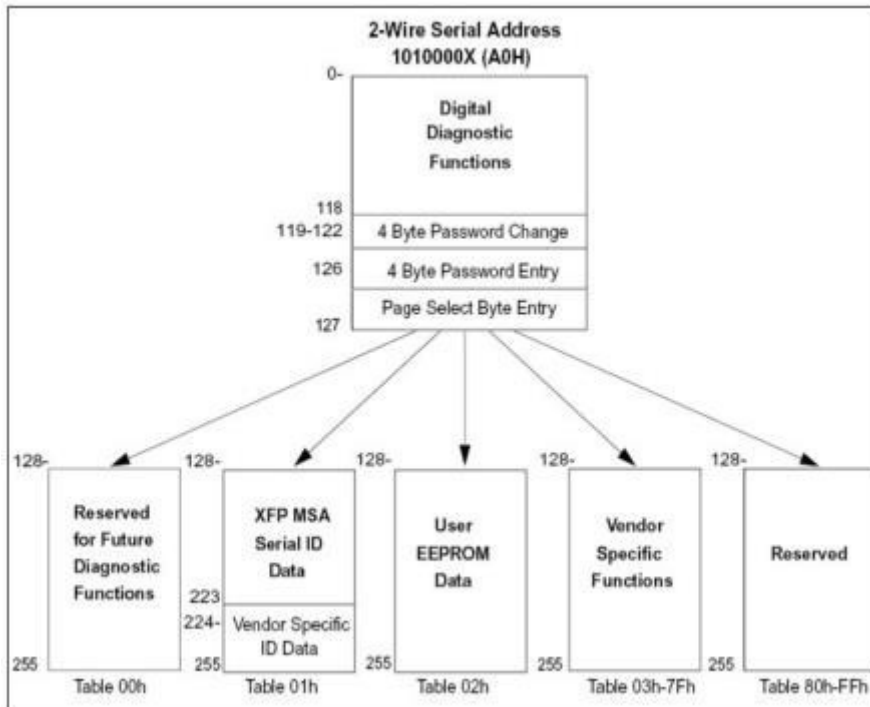 2-Wire Serial Address
1010000X (A0H)
0-
Digital
Diagnostic
Functions
118
119-122
4 Byte Password Change
126
4 Byte Password Entry
Page Select Byte Entry
127
128-
Reserved
for Future
Diagnostic
Functions
255
Table 00h
128-
XFP MSA
Serial ID
Data
223
224-
Vendor Specific
ID Data
255
Table 01h
128-
User
EEPROM
Data
255
Table 02h
128-
Vendor
Specific
Functions
255
Table 03h-7Fh
128-
Reserved
255
Table 80h-FFh